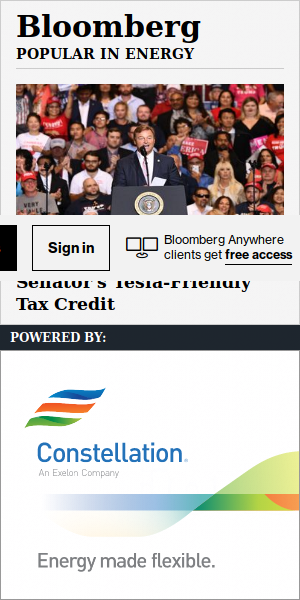 Bloomberg
POPULAR IN ENERGY
Sign in
Bloomberg Anywhere
clients get free access
Senator's Tesla-Friendly
Tax Credit
POWERED BY:
Constellation.
An Exelon Company
Energy made flexible.